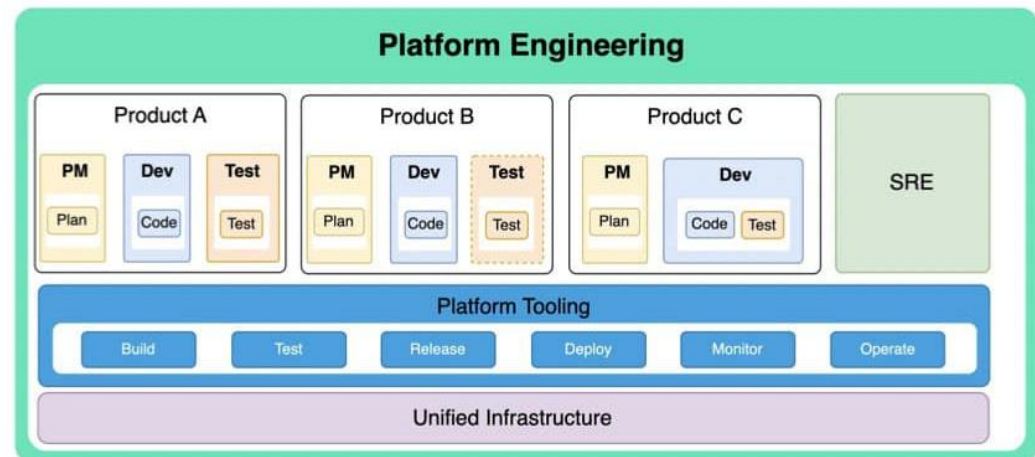 Platform Engineering
Product A
PM
Dev
Test
Plan
Code
Test
Product B
PM
Dev
Test
Plan
Code
Test
Product C
PM
Dev
Plan
Code
Test
SRE
Platform Tooling
Build
Test
Release
Deploy
Monitor
Operate
Unified Infrastructure